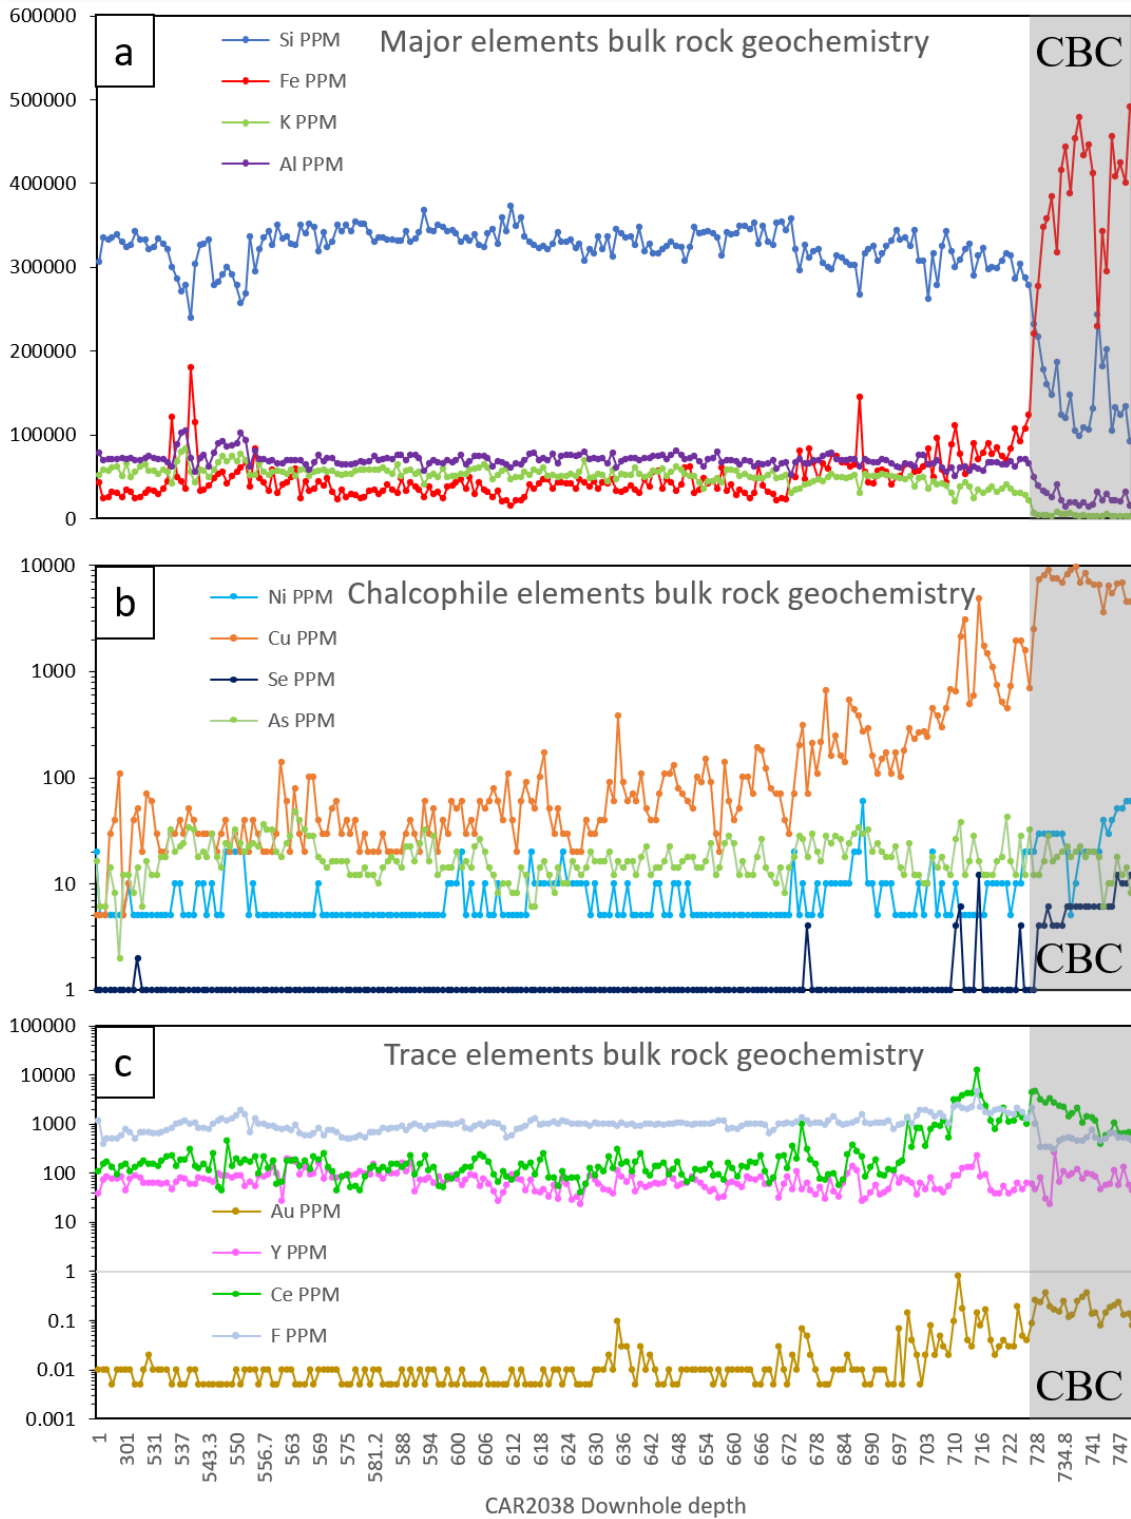 a
Major elements bulk rock geochemistry
CBC
Si PPM
Fe PPM
K PPM
Al PPM
600000
500000
400000
300000
200000
100000
0
b
Chalcophile elements bulk rock geochemistry
Ni PPM
Cu PPM
Se PPM
As PPM
CBC
10000
1000
100
10
1
c
Trace elements bulk rock geochemistry
Au PPM
Y PPM
Ce PPM
F PPM
CBC
100000
10000
1000
100
10
1
0.1
0.01
0.001
1 301 531 537 543.3 550 556.7 563 569 575 581.2 588 594 600 606 612 618 624 630 636 642 648 654 660 666 672 678 684 690 697 703 710 716 722 728 734.8 741 747
CAR2038 Downhole depth